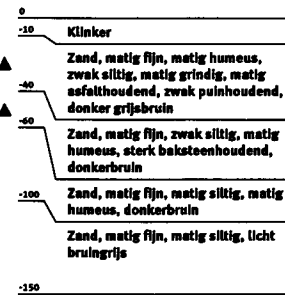 0
-10
Klinker
Zand, matig fijn, matig humeus,
zwak siltig, matig grindig, matig
asfalthoudend, zwak puinhoudend,
donker grijsbruin
-40
-60
Zand, matig fijn, zwak siltig, matig
humeus, sterk baksteenhoudend,
donkerbruin
-100
Zand, matig fijn, matig siltig, matig
humeus, donkerbruin
Zand, matig fijn, matig siltig, licht
bruingrijs
-150